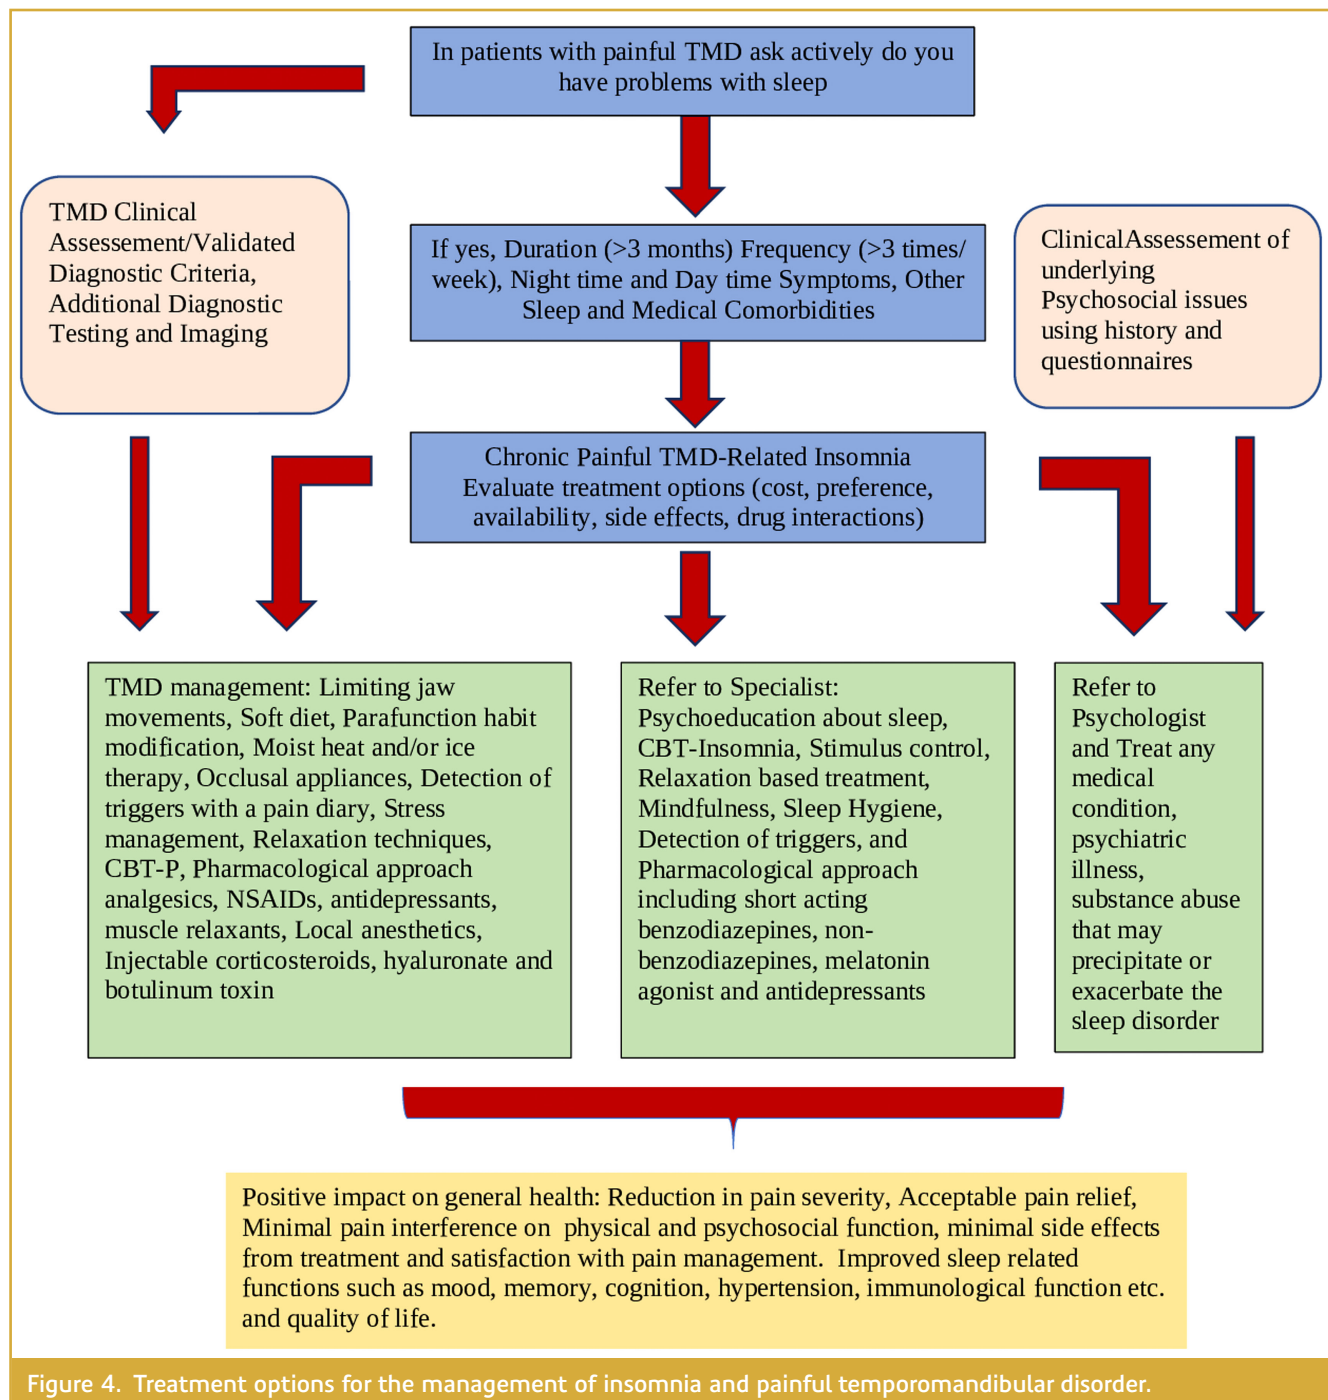 In patients with painful TMD ask actively do you
have problems with sleep
TMD Clinical
Assessement/Validated
Diagnostic Criteria,
Additional Diagnostic
Testing and Imaging
If yes, Duration (>3 months) Frequency (>3 times/
week), Night time and Day time Symptoms, Other
Sleep and Medical Comorbidities
ClinicalAssessement of
underlying
Psychosocial issues
using history and
questionnaires
Chronic Painful TMD-Related Insomnia
Evaluate treatment options (cost, preference,
availability, side effects, drug interactions)
TMD management: Limiting jaw
movements, Soft diet, Parafunction habit
modification, Moist heat and/or ice
therapy, Occlusal appliances, Detection of
triggers with a pain diary, Stress
management, Relaxation techniques,
CBT-P, Pharmacological approach
analgesics, NSAIDs, antidepressants,
muscle relaxants, Local anesthetics,
Injectable corticosteroids, hyaluronate and
botulinum toxin
Refer to Specialist:
Psychoeducation about sleep,
CBT-Insomnia, Stimulus control,
Relaxation based treatment,
Mindfulness, Sleep Hygiene,
Detection of triggers, and
Pharmacological approach
including short acting
benzodiazepines, non-
benzodiazepines, melatonin
agonist and antidepressants
Refer to
Psychologist
and Treat any
medical
condition,
psychiatric
illness,
substance abuse
that may
precipitate or
exacerbate the
sleep disorder
Positive impact on general health: Reduction in pain severity, Acceptable pain relief,
Minimal pain interference on  physical and psychosocial function, minimal side effects
from treatment and satisfaction with pain management.  Improved sleep related
functions such as mood, memory, cognition, hypertension, immunological function etc.
and quality of life.
Figure 4. Treatment options for the management of insomnia and painful temporomandibular disorder.